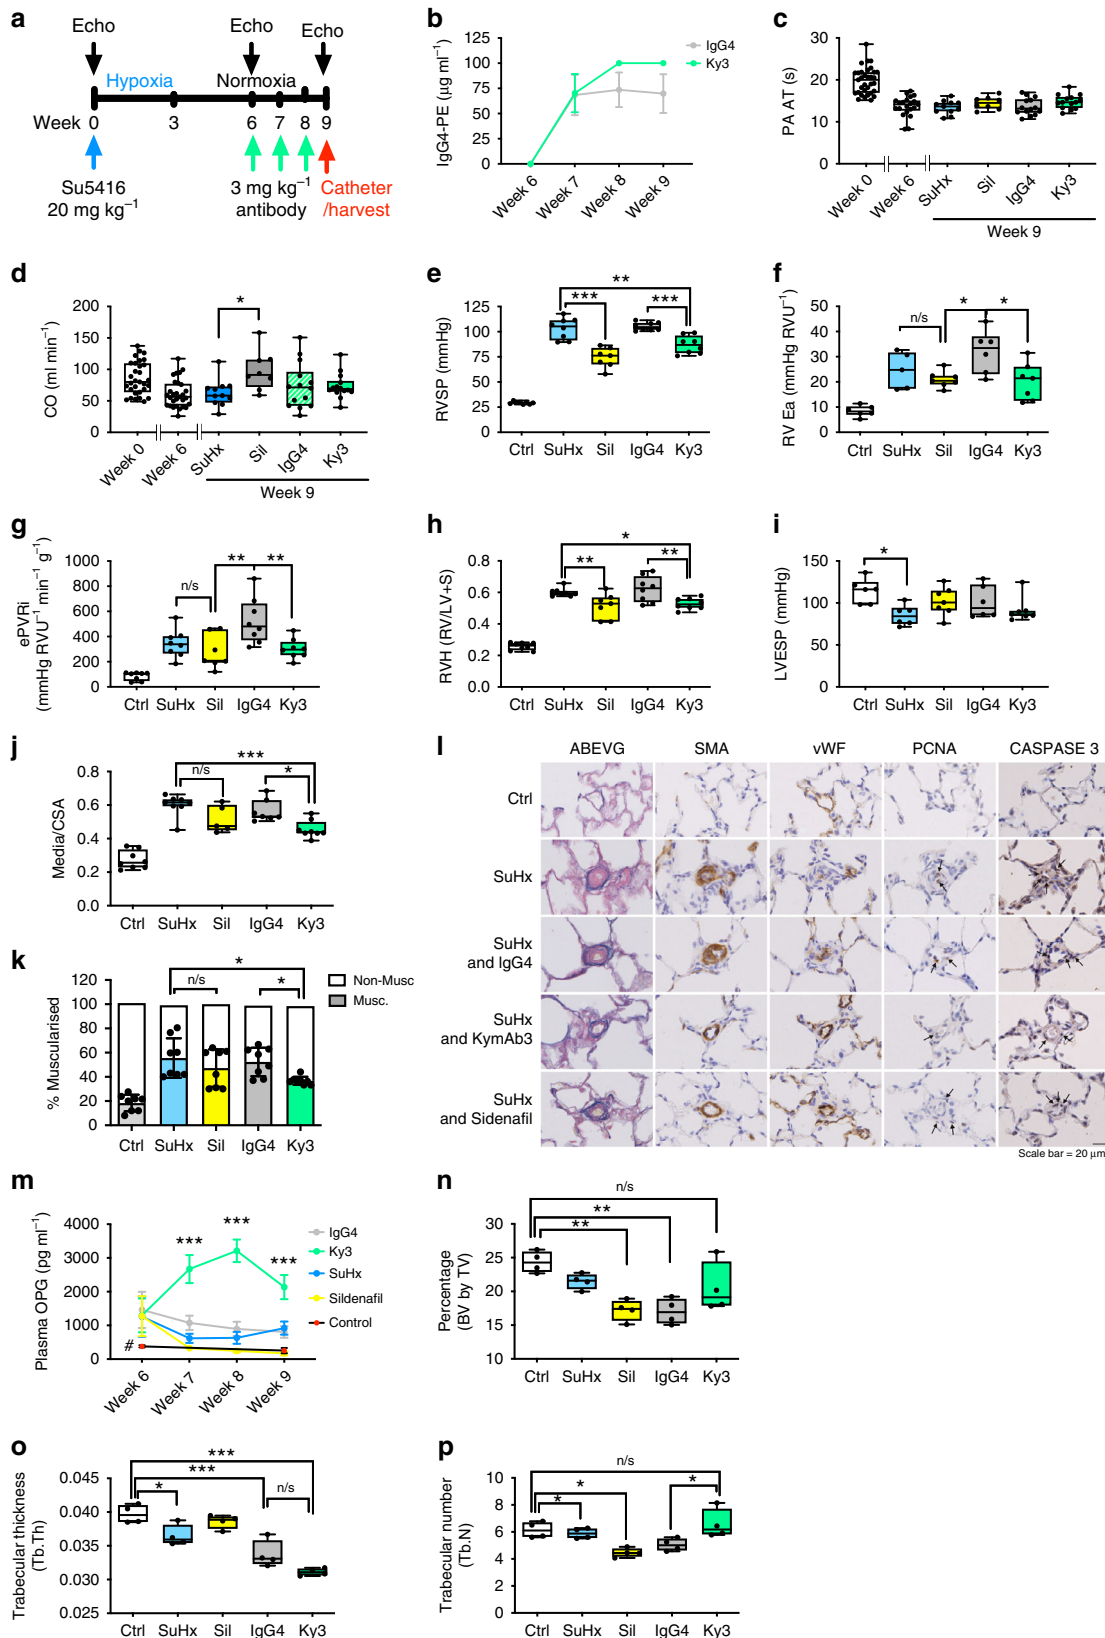 a
Echo
Echo
Echo
Hypoxia
Normoxia
Week 0 3 6 7 8 9
Su5416
20 mg kg⁻¹
3 mg kg⁻¹
antibody
Catheter
/harvest
b
IgG4-PE (μg ml⁻¹)
125
100
75
50
25
0
Week 6 Week 7 Week 8 Week 9
IgG4
Ky3
c
PA AT (s)
30
20
10
0
Week 0 Week 6 SuHx Sil IgG4 Ky3
Week 9
d
CO (ml min⁻¹)
200
150
100
50
0
*
Week 0 Week 6 SuHx Sil IgG4 Ky3
Week 9
e
RVSP (mmHg)
125
100
75
50
25
0
**
*** ***
Ctrl SuHx Sil IgG4 Ky3
f
RV Ea (mmHg RVU⁻¹)
50
40
30
20
10
0
n/s * *
Ctrl SuHx Sil IgG4 Ky3
g
ePVRi
(mmHg RVU⁻¹ min⁻¹ g⁻¹)
1000
800
600
400
200
0
n/s ** **
Ctrl SuHx Sil IgG4 Ky3
h
RVH (RV/LV+S)
0.8
0.6
0.4
0.2
0.0
*
** **
Ctrl SuHx Sil IgG4 Ky3
i
LVESP (mmHg)
150
100
50
0
*
Ctrl SuHx Sil IgG4 Ky3
j
Media/CSA
0.8
0.6
0.4
0.2
0
***
n/s *
Ctrl SuHx Sil IgG4 Ky3
k
% Muscularised
120
100
80
60
40
20
0
*
n/s *
Non-Musc
Musc.
Ctrl SuHx Sil IgG4 Ky3
l
ABEVG SMA vWF PCNA CASPASE 3
Ctrl
SuHx
SuHx
and IgG4
SuHx
and KymAb3
SuHx
and Sidenafil
Scale bar = 20 μm
m
Plasma OPG (pg ml⁻¹)
4000
3000
2000
1000
0
#
*** *** ***
IgG4
Ky3
SuHx
Sildenafil
Control
Week 6 Week 7 Week 8 Week 9
n
Percentage
(BV by TV)
30
25
20
15
10
n/s
**
**
Ctrl SuHx Sil IgG4 Ky3
o
Trabecular thickness
(Tb.Th)
0.045
0.040
0.035
0.030
0.025
***
***
* n/s
Ctrl SuHx Sil IgG4 Ky3
p
Trabecular number
(Tb.N)
10
8
6
4
2
0
n/s
* *
*
Ctrl SuHx Sil IgG4 Ky3